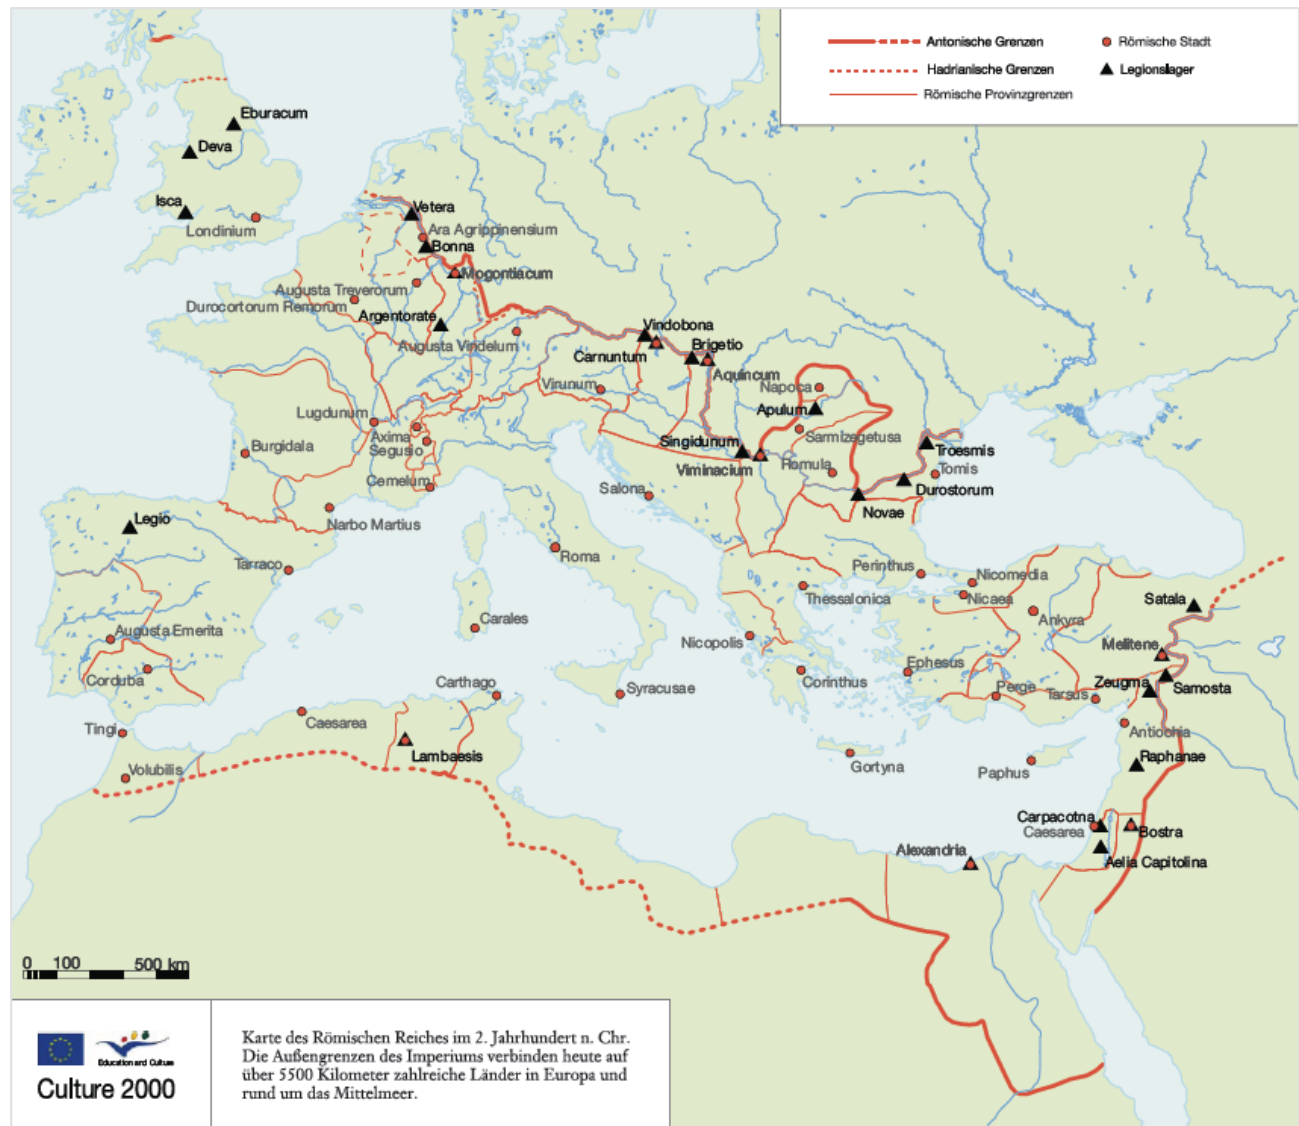 Antonische Grenzen
Römische Stadt
Hadrianische Grenzen
Legionslager
Römische Provinzgrenzen
Eburacum
Deva
Isca
Londinium
Vetera
Ara Agrippinensium
Bonna
Mogontiacum
Augusta Treverorum
Durocortorum Remorum
Argentorate
Augusta Vindelum
Vindobona
Carnuntum
Brigetio
Aquincum
Virunum
Napoca
Apulum
Lugdunum
Axima
Segusio
Burgidala
Cemelum
Sarmizegetusa
Singidunum
Viminacium
Romula
Troesmis
Tomis
Durostorum
Novae
Salona
Legio
Narbo Martius
Tarraco
Roma
Perinthus
Nicomedia
Nicaea
Thessalonica
Ankyra
Satala
Carales
Nicopolis
Augusta Emerita
Corduba
Melitene
Ephesus
Corinthus
Zeugma
Samosta
Perge
Tarsus
Carthago
Syracusae
Tingi
Caesarea
Antiochia
Lambaesis
Volubilis
Gortyna
Paphus
Raphanae
Carpacotna
Caesarea
Bostra
Alexandria
Aelia Capitolina
0 100 500 km
Education and Culture
Culture 2000
Karte des Römischen Reiches im 2. Jahrhundert n. Chr.
Die Außengrenzen des Imperiums verbinden heute auf
über 5500 Kilometer zahlreiche Länder in Europa und
rund um das Mittelmeer.